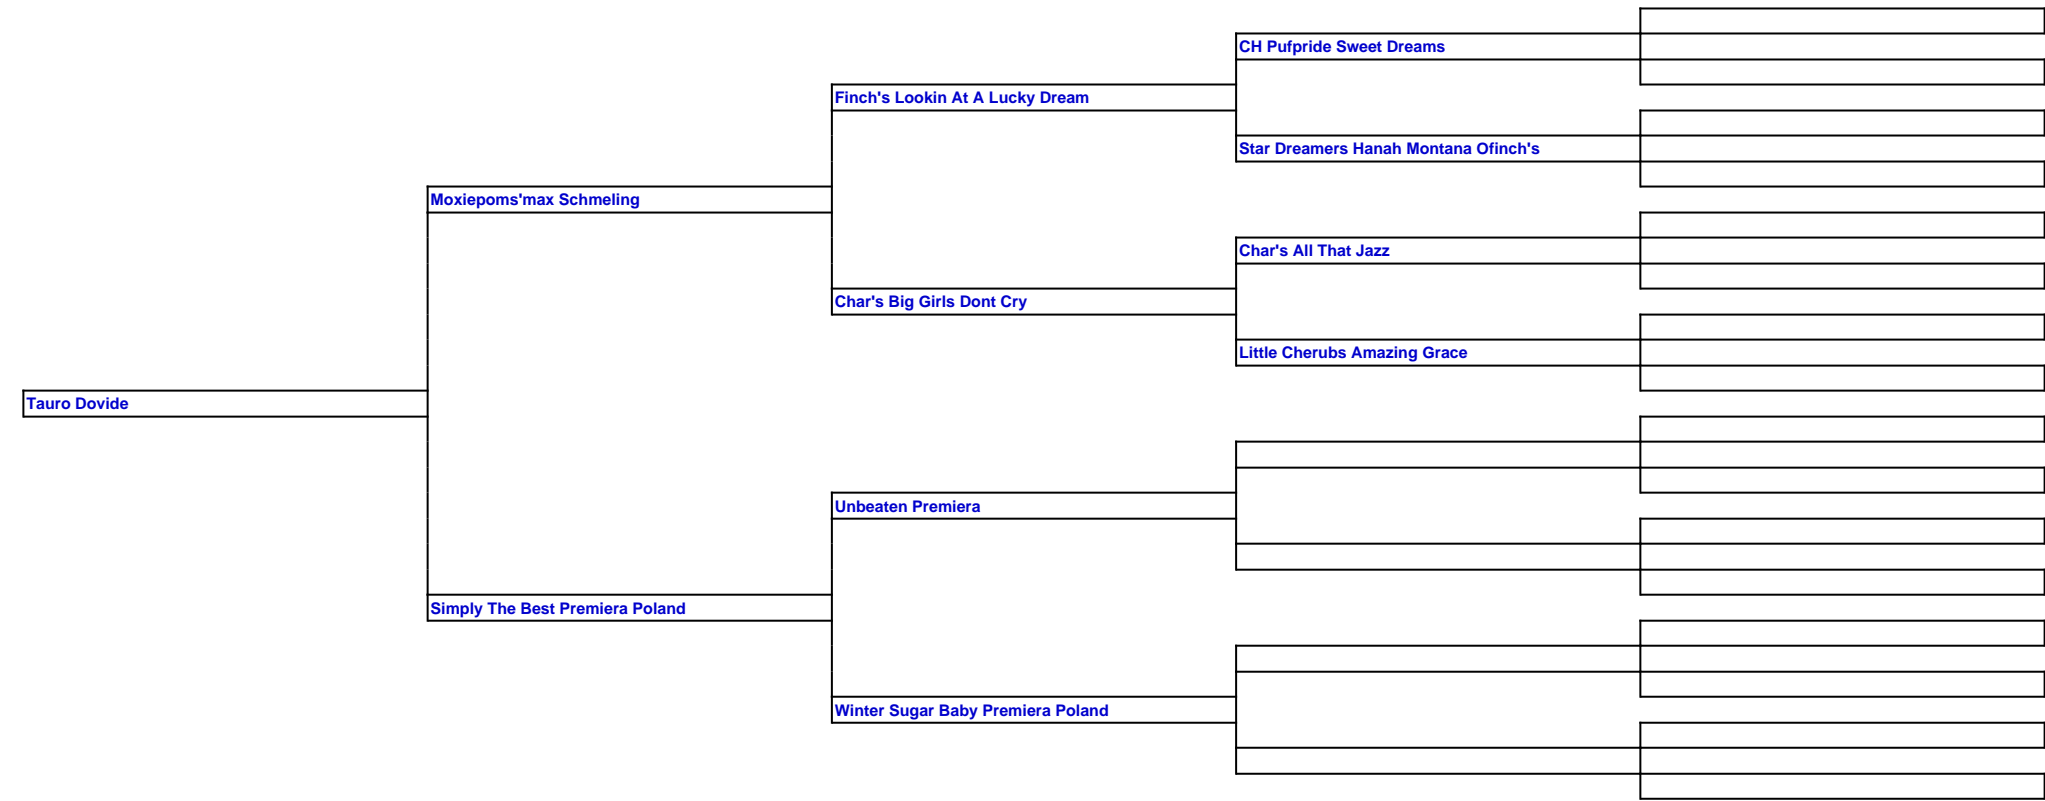 CH Pufpride Sweet Dreams
Finch's Lookin At A Lucky Dream
Star Dreamers Hanah Montana Ofinch's
Moxiepoms'max Schmeling
Char's All That Jazz
Char's Big Girls Dont Cry
Little Cherubs Amazing Grace
Tauro Dovide
Unbeaten Premiera
Simply The Best Premiera Poland
Winter Sugar Baby Premiera Poland